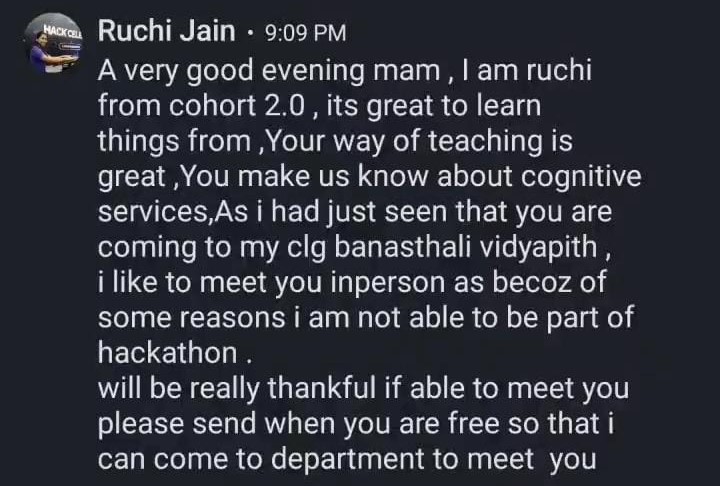 HACK CELL
Ruchi Jain • 9:09 PM
A very good evening mam , I am ruchi
from cohort 2.0 , its great to learn
things from ,Your way of teaching is
great ,You make us know about cognitive
services,As i had just seen that you are
coming to my clg banasthali vidyapith ,
i like to meet you inperson as becoz of
some reasons i am not able to be part of
hackathon .
will be really thankful if able to meet you
please send when you are free so that i
can come to department to meet  you